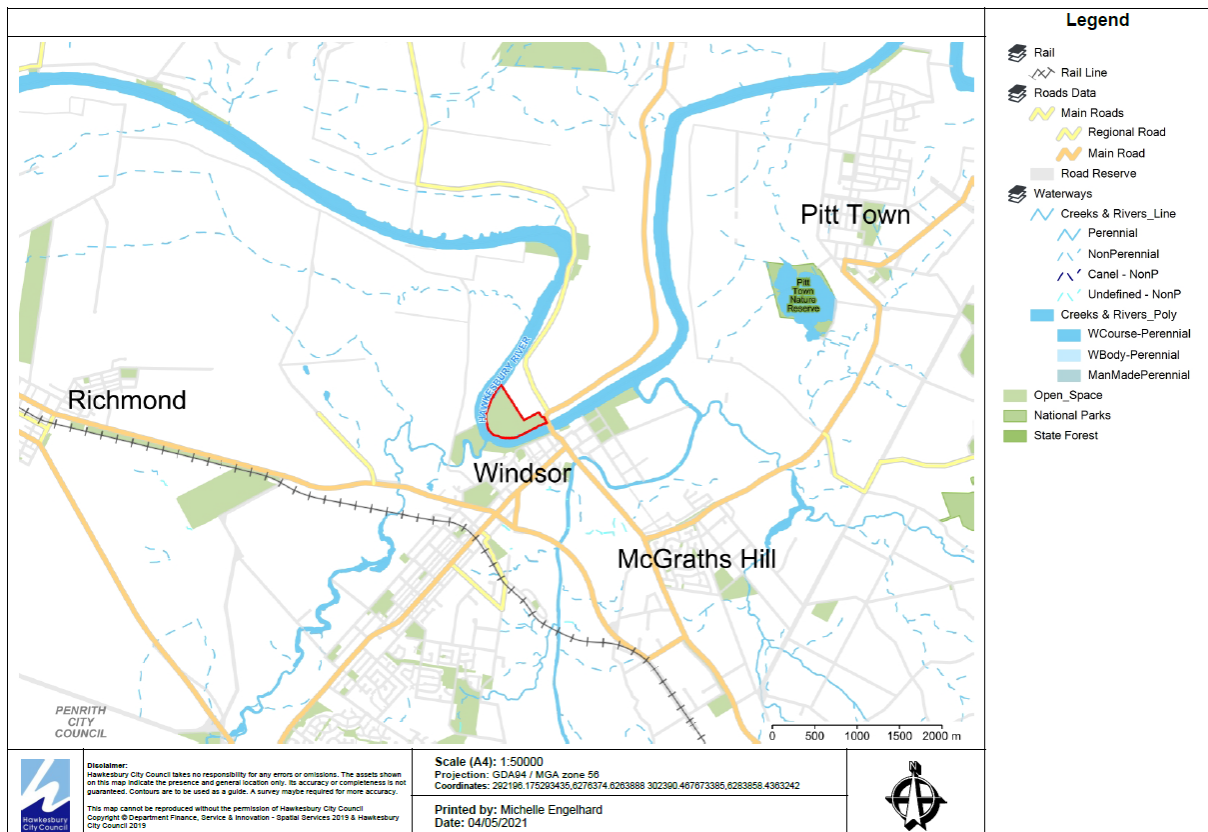 Legend
Rail
Rail Line
Roads Data
Main Roads
Regional Road
Main Road
Road Reserve
Waterways
Creeks & Rivers_Line
Perennial
NonPerennial
Canel - NonP
Undefined - NonP
Creeks & Rivers_Poly
WCourse-Perennial
WBody-Perennial
ManMadePerennial
Open_Space
National Parks
State Forest
Pitt Town
Pitt
Town
Nature
Reserve
HAWKESBURY RIVER
Richmond
Windsor
McGraths Hill
PENRITH
CITY
COUNCIL
0 500 1000 1500 2000 m
Hawkesbury
City Council
Disclaimer:
Hawkesbury City Council takes no responsibility for any errors or omissions. The assets shown
on this map indicate the presence and general location only. Its accuracy or completeness is not
guaranteed. Contours are to be used as a guide. A survey maybe required for more accuracy.
This map cannot be reproduced without the permission of Hawkesbury City Council
Copyright © Department Finance, Service & Innovation - Spatial Services 2019 & Hawkesbury
City Council 2019
Scale (A4): 1:50000
Projection: GDA94 / MGA zone 56
Coordinates: 292196.175293435,6276374.6263888 302390.467673385,6283858.4363242
Printed by: Michelle Engelhard
Date: 04/05/2021
N